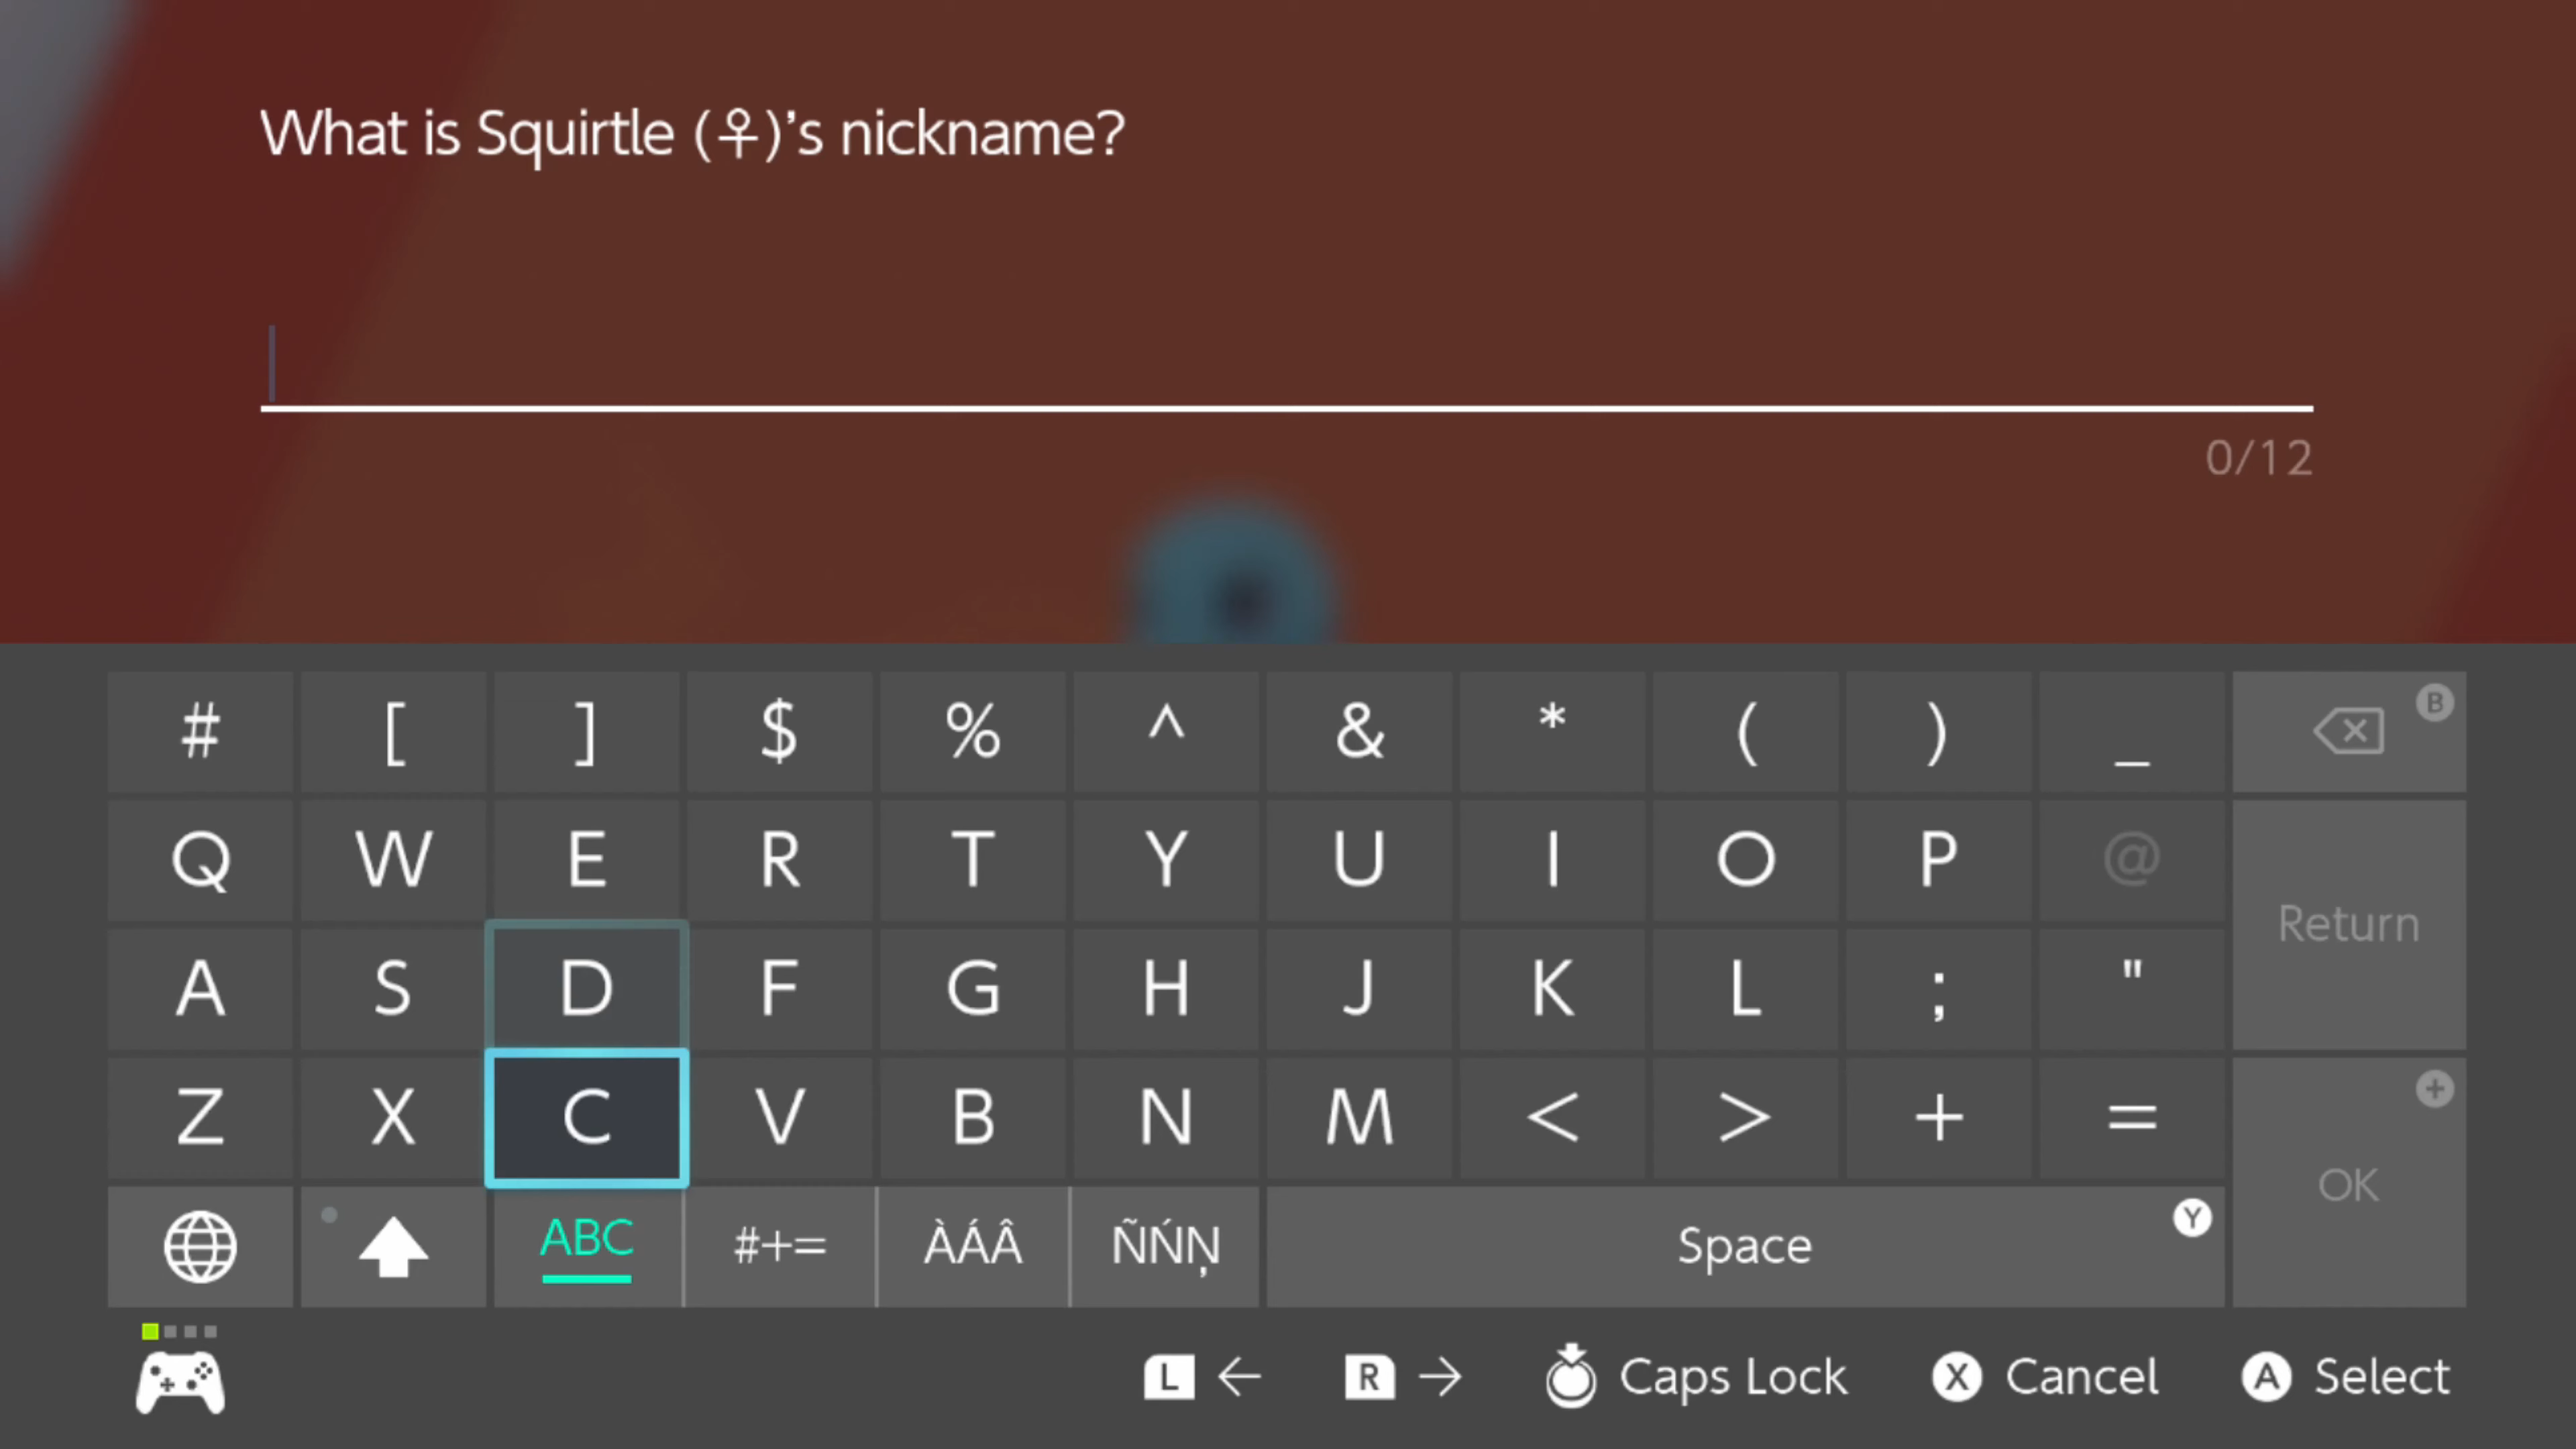 What is Squirtle (♀)'s nickname?
0/12
# [ ] $ % ^ & * ( ) _ B
Q W E R T Y U I O P @ Return
A S D F G H J K L ; "
Z X C V B N M < > + = + OK
ABC #+= ÀÁÂ ÑŃŅ Space Y
L ← R → Caps Lock X Cancel A Select